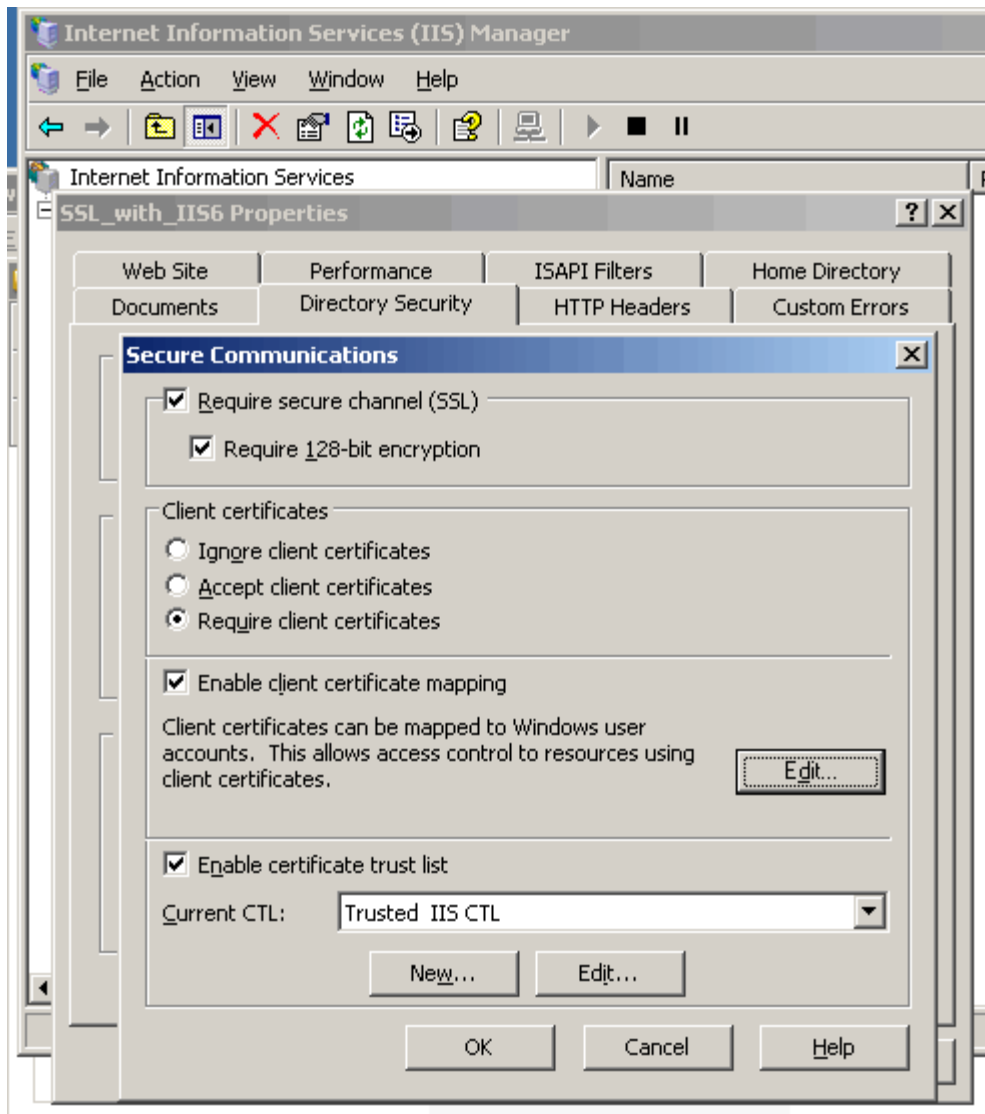 Internet Information Services (IIS) Manager
File Action View Window Help
Internet Information Services
Name
SSL_with_IIS6 Properties
Web Site Performance ISAPI Filters Home Directory
Documents Directory Security HTTP Headers Custom Errors
Secure Communications
Require secure channel (SSL)
Require 128-bit encryption
Client certificates
Ignore client certificates
Accept client certificates
Require client certificates
Enable client certificate mapping
Client certificates can be mapped to Windows user
accounts. This allows access control to resources using
client certificates.
Edit...
Enable certificate trust list
Current CTL: Trusted IIS CTL
New... Edit...
OK Cancel Help